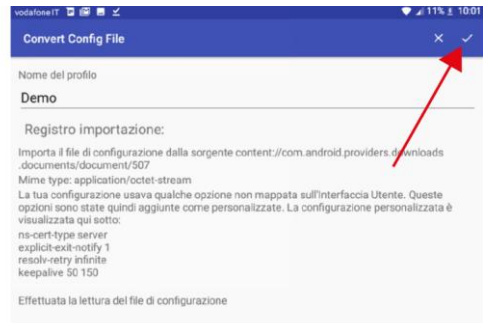 vodafoneIT 11% 10:01
Convert Config File
Nome del profilo
Demo
Registro importazione:
Importa il file di configurazione dalla sorgente content://com.android.providers.downloads
.documents/document/507
Mime type: application/octet-stream
La tua configurazione usava qualche opzione non mappata sull'Interfaccia Utente. Queste
opzioni sono state quindi aggiunte come personalizzate. La configurazione personalizzata è
visualizzata qui sotto:
ns-cert-type server
explicit-exit-notify 1
resolv-retry infinite
keepalive 50 150
Effettuata la lettura del file di configurazione